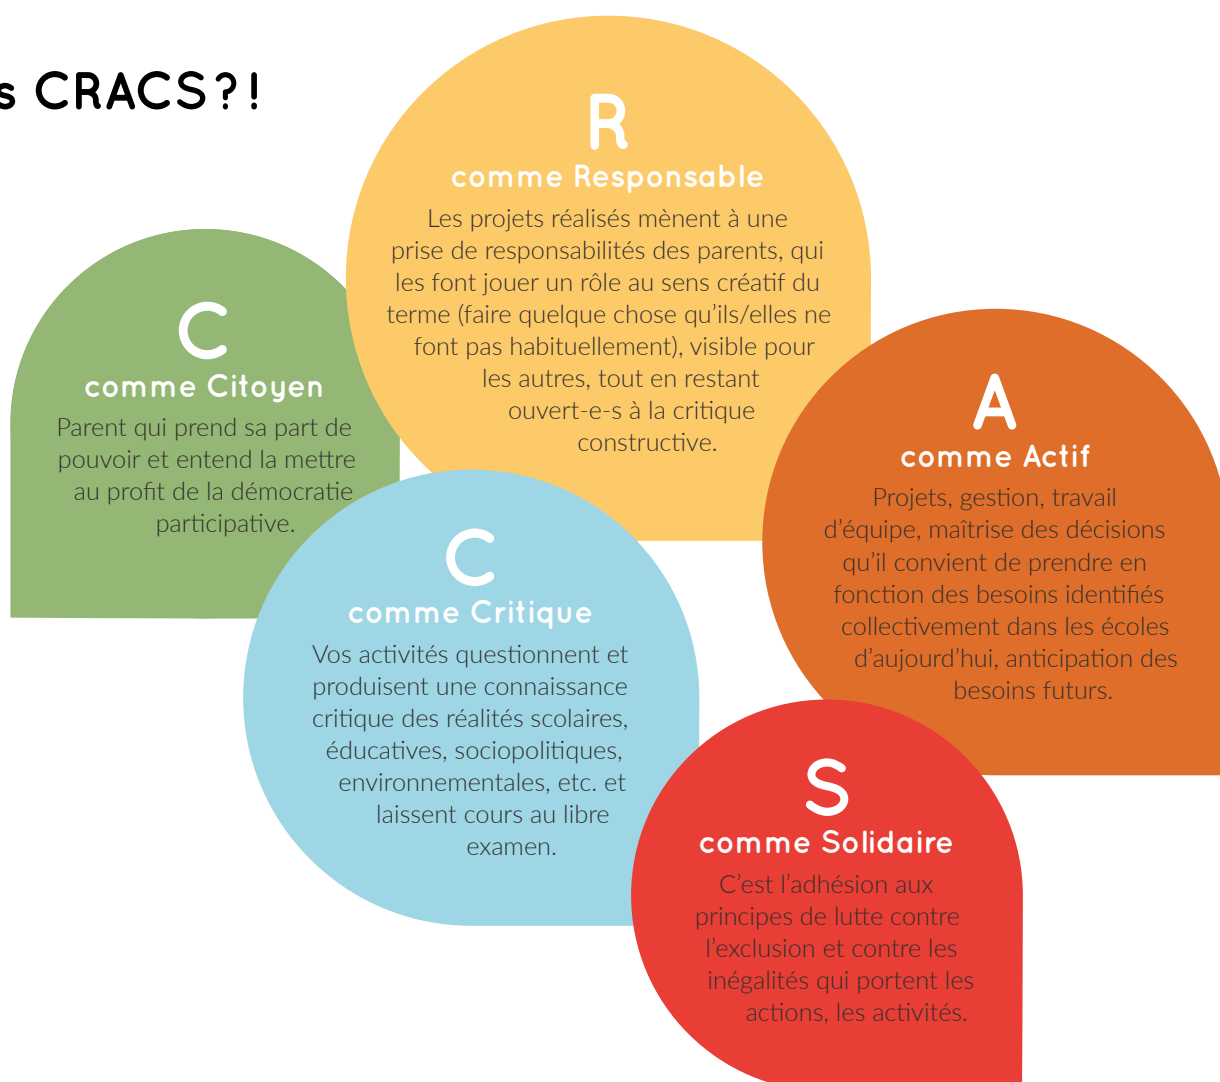 s CRACS?!
R
comme Responsable
Les projets réalisés mènent à une
prise de responsabilités des parents, qui
les font jouer un rôle au sens créatif du
terme (faire quelque chose qu'ils/elles ne
font pas habituellement), visible pour
les autres, tout en restant
ouvert-e-s à la critique
constructive.
C
comme Citoyen
Parent qui prend sa part de
pouvoir et entend la mettre
au profit de la démocratie
participative.
A
comme Actif
Projets, gestion, travail
d’équipe, maîtrise des décisions
qu’il convient de prendre en
fonction des besoins identifiés
collectivement dans les écoles
d’aujourd’hui, anticipation des
besoins futurs.
C
comme Critique
Vos activités questionnent et
produisent une connaissance
critique des réalités scolaires,
éducatives, sociopolitiques,
environnementales, etc. et
laissent cours au libre
examen.
S
comme Solidaire
C’est l’adhésion aux
principes de lutte contre
l’exclusion et contre les
inégalités qui portent les
actions, les activités.